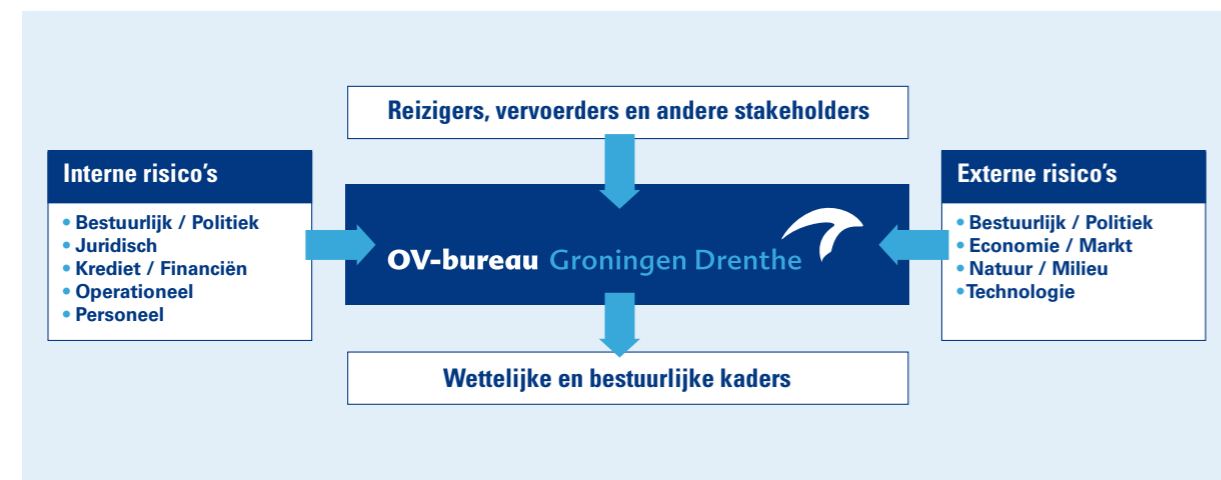 Reizigers, vervoerders en andere stakeholders
Interne risico's
• Bestuurlijk / Politiek
• Juridisch
• Krediet / Financiën
• Operationeel
• Personeel
OV-bureau Groningen Drenthe
Externe risico's
• Bestuurlijk / Politiek
• Economie / Markt
• Natuur / Milieu
• Technologie
Wettelijke en bestuurlijke kaders